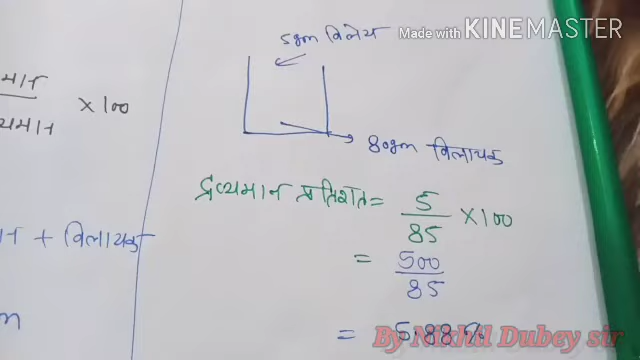 5gm विलेय
Made with KINEMASTER
× 100
80gm विलायक
द्रव्यमान प्रतिशत = 5/85 × 100
+ विलायक
= 500/85
= 5.88%
By Nikhil Dubey sir